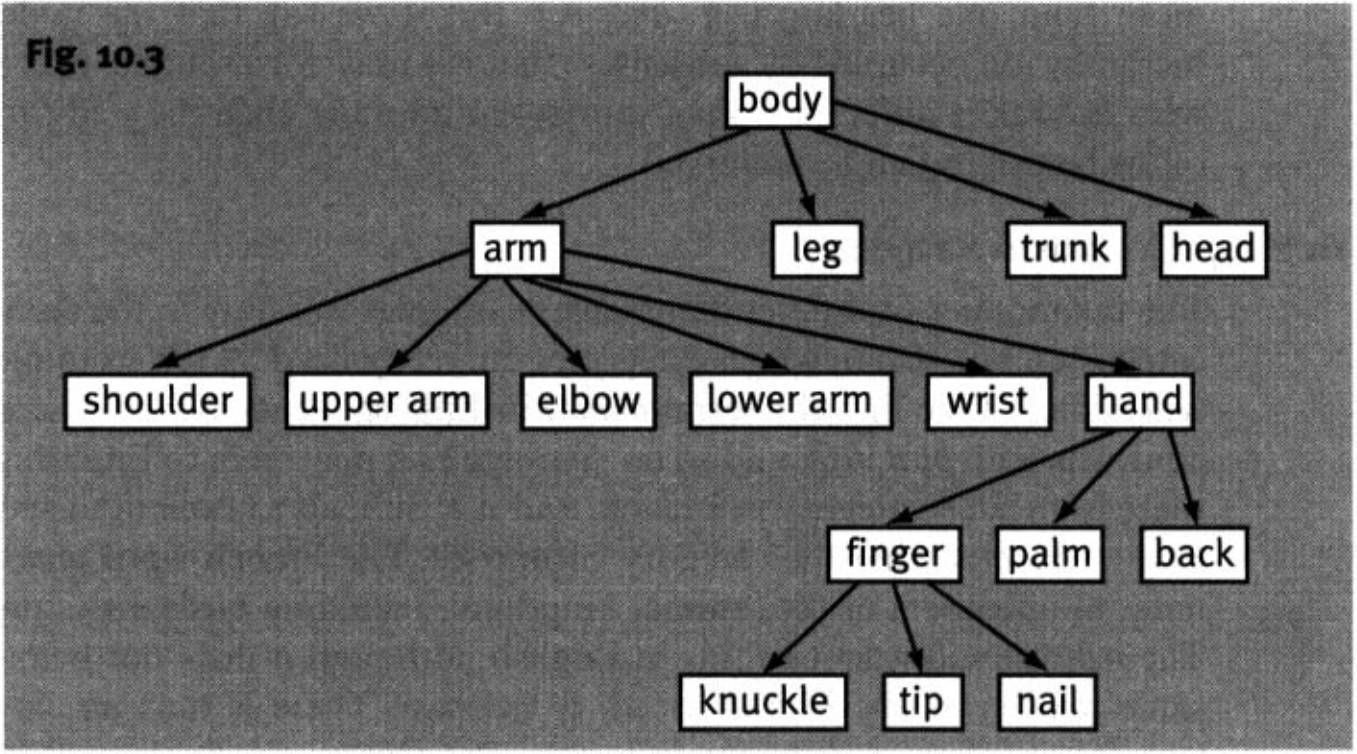 Fig. 10.3
body
arm leg trunk head
shoulder upper arm elbow lower arm wrist hand
finger palm back
knuckle tip nail